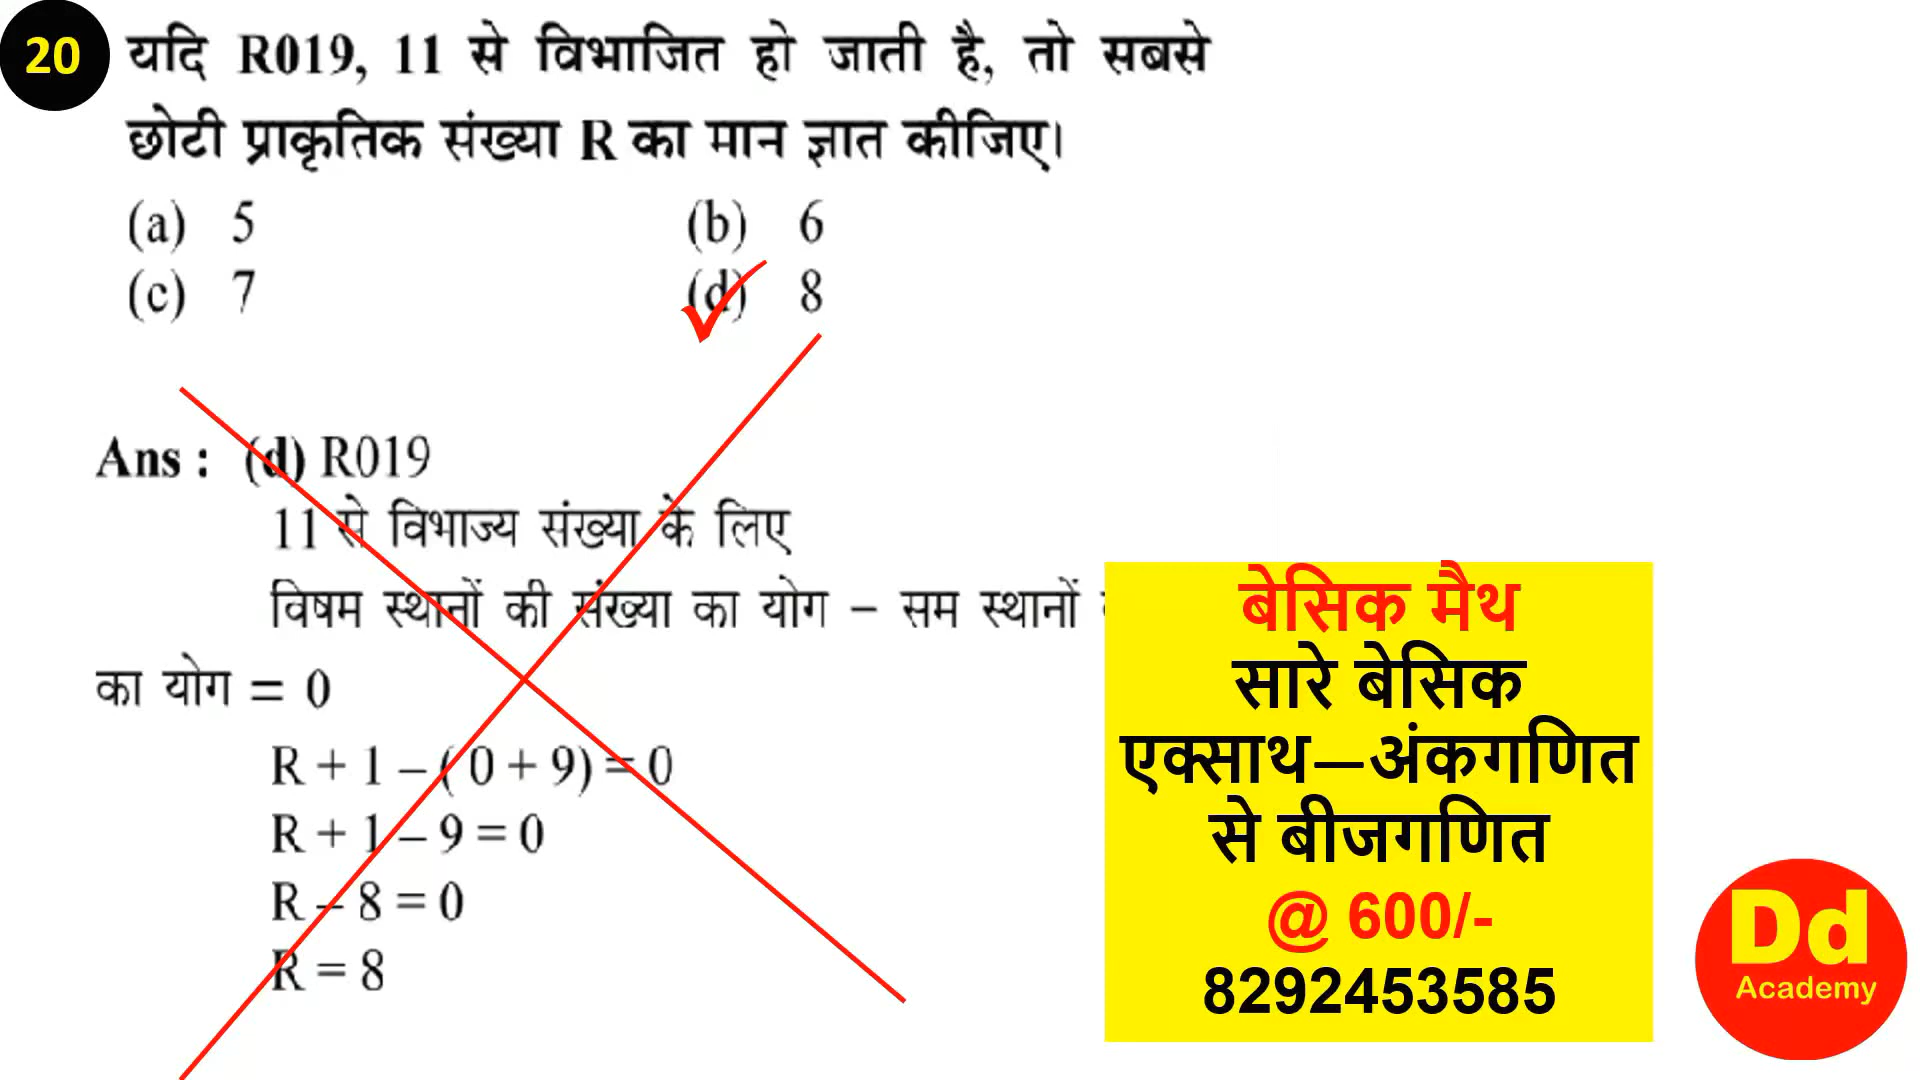 20
यदि R019, 11 से विभाजित हो जाती है, तो सबसे
छोटी प्राकृतिक संख्या R का मान ज्ञात कीजिए।
(a) 5 (b) 6
(c) 7 (d) 8
Ans : (d) R019
11 से विभाज्य संख्या के लिए
विषम स्थानों की संख्या का योग – सम स्थानों
का योग = 0
R + 1 – ( 0 + 9) = 0
R + 1 – 9 = 0
R – 8 = 0
R = 8
बेसिक मैथ
सारे बेसिक
एक्साथ—अंकगणित
से बीजगणित
@ 600/-
8292453585
Dd
Academy